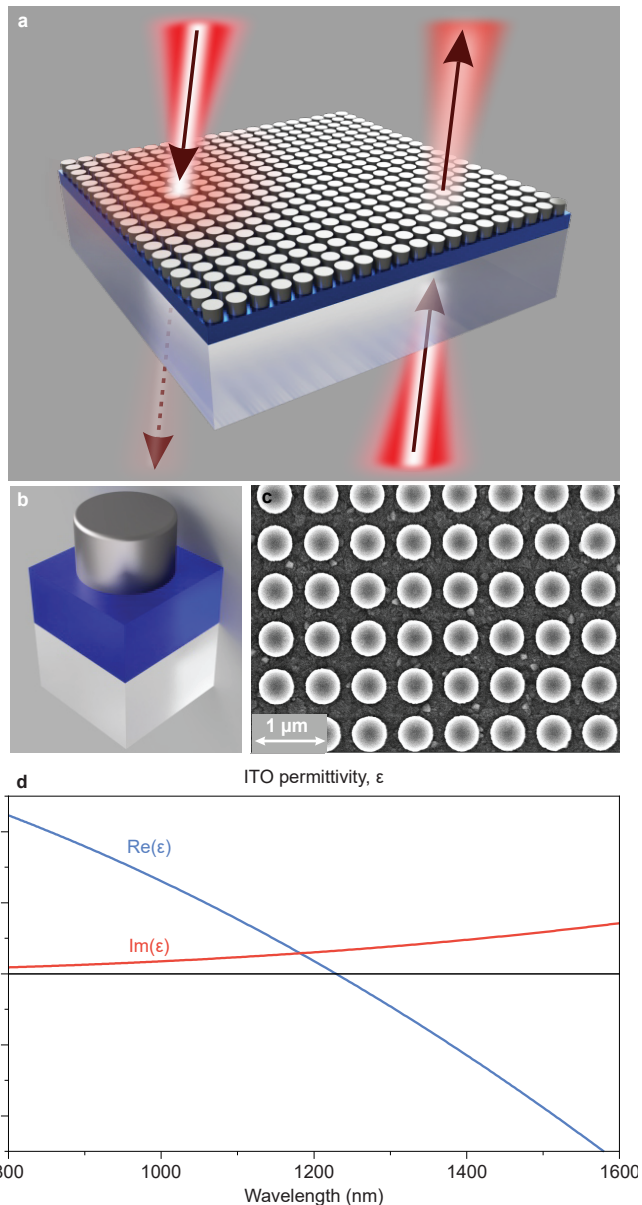 a
b
c
1 µm
d
ITO permittivity, ε
Re(ε)
Im(ε)
1000
1200
1400
1600
Wavelength (nm)